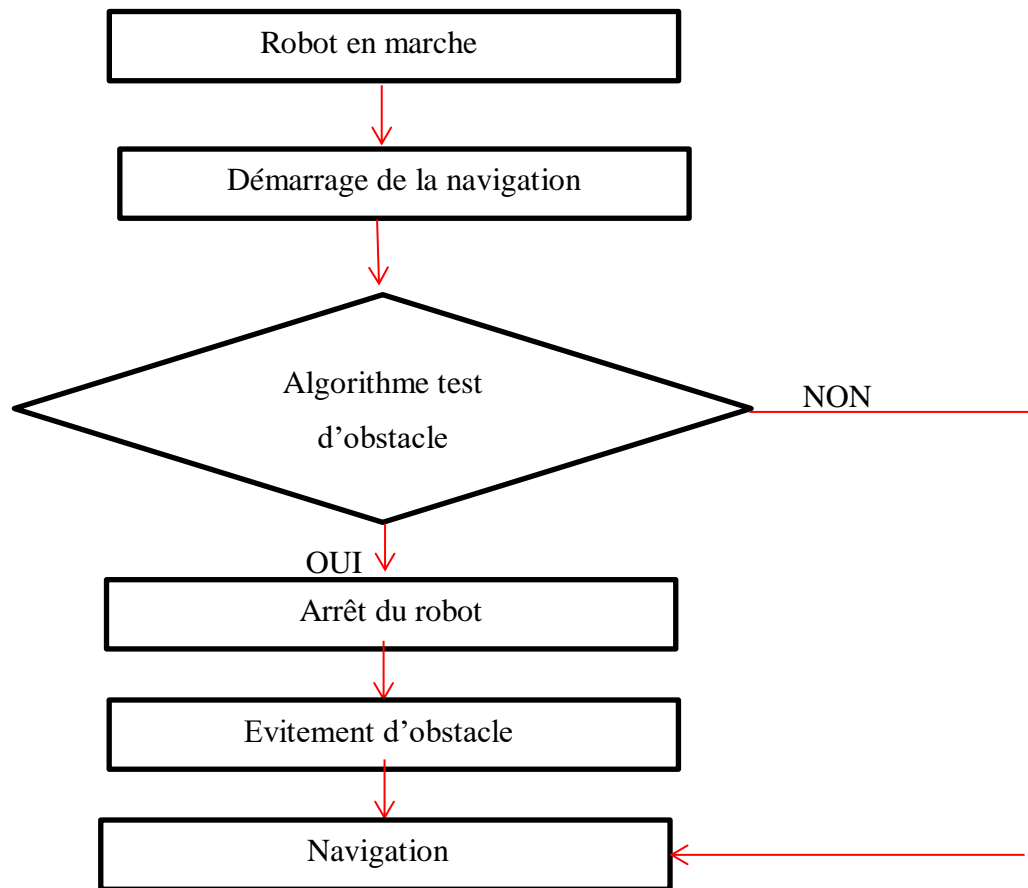 Robot en marche
Démarrage de la navigation
Algorithme test
d’obstacle
NON
OUI
Arrêt du robot
Evitement d’obstacle
Navigation